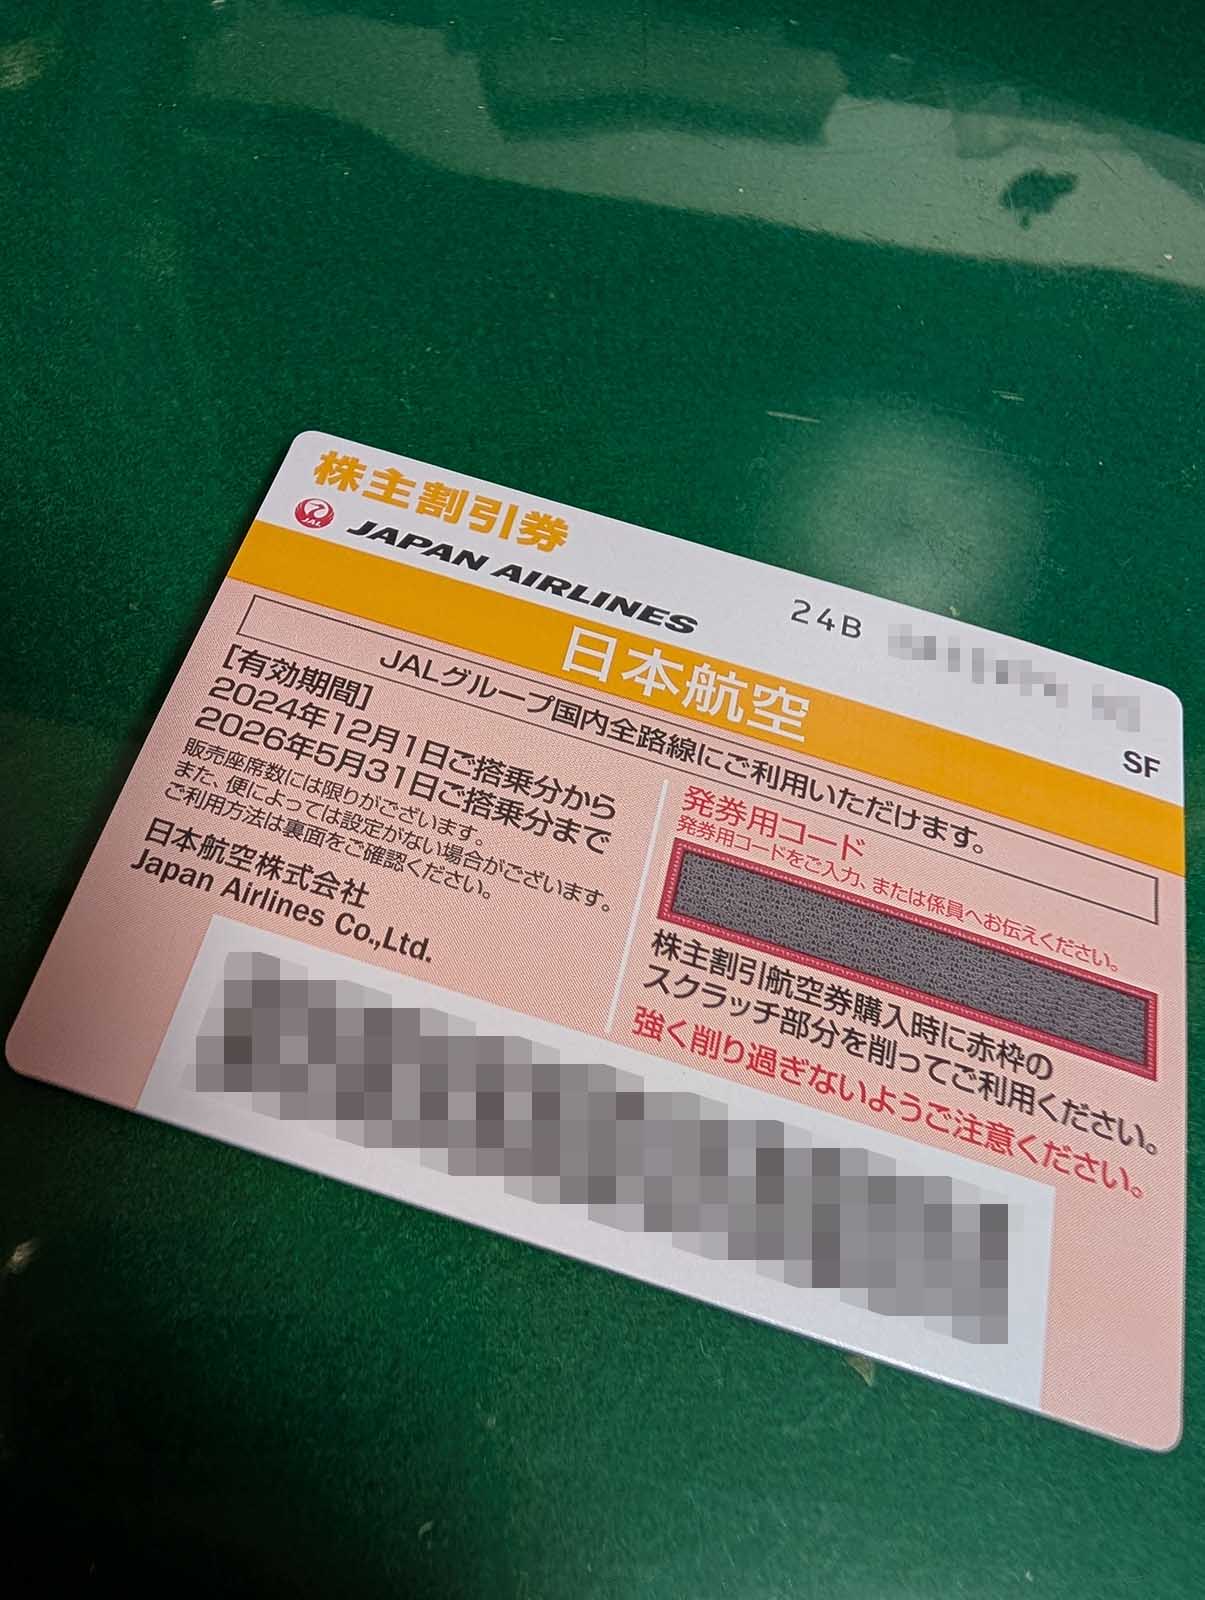 株主割引券
JAL JAPAN AIRLINES
24B
SF
日本航空
JALグループ国内全路線にご利用いただけます。
[有効期間]
2024年12月1日ご搭乗分から
2026年5月31日ご搭乗分まで
販売座席数には限りがございます。
また、便によっては設定がない場合がございます。
ご利用方法は裏面をご確認ください。
日本航空株式会社
Japan Airlines Co.,Ltd.
発券用コード
発券用コードをご入力、または係員へお伝えください。
株主割引航空券購入時に赤枠の
スクラッチ部分を削ってご利用ください。
強く削り過ぎないようご注意ください。